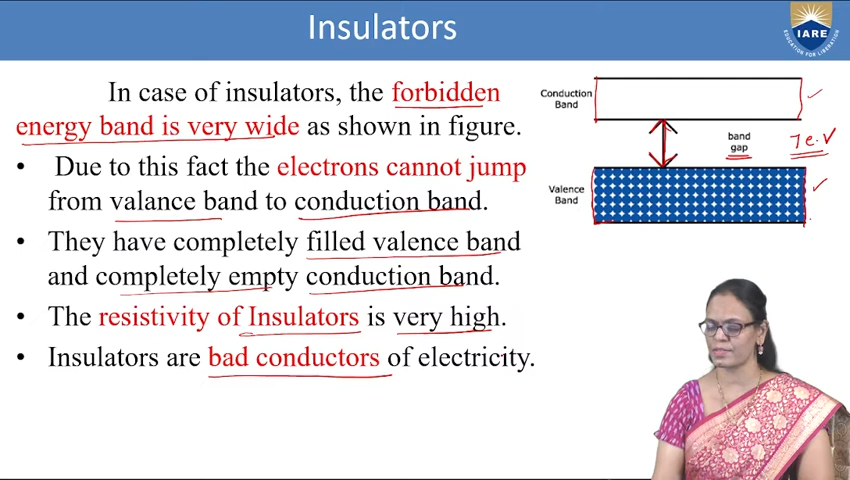 Insulators
IARE
EDUCATION FOR LIBERATION
In case of insulators, the forbidden
energy band is very wide as shown in figure.
• Due to this fact the electrons cannot jump
from valance band to conduction band.
• They have completely filled valence band
and completely empty conduction band.
• The resistivity of Insulators is very high.
• Insulators are bad conductors of electricity.
Conduction
Band
band
gap
7e.V
Valence
Band